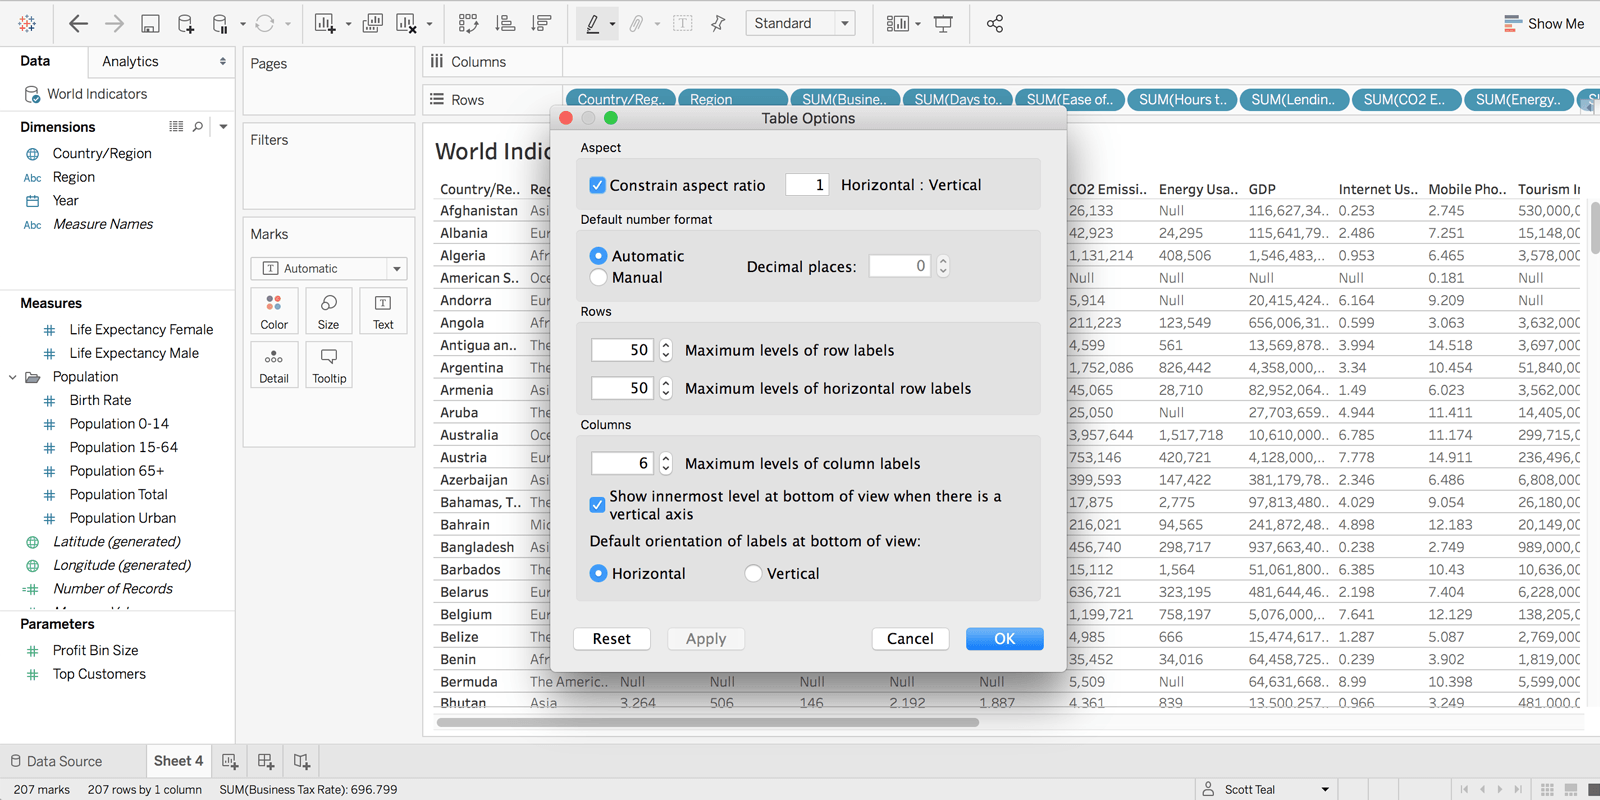 Standard
Show Me
Data
Analytics
World Indicators
Dimensions
Country/Region
Abc Region
Year
Abc Measure Names
Measures
Life Expectancy Female
Life Expectancy Male
Population
Birth Rate
Population 0-14
Population 15-64
Population 65+
Population Total
Population Urban
Latitude (generated)
Longitude (generated)
Number of Records
Parameters
Profit Bin Size
Top Customers
Pages
Filters
Marks
T Automatic
Color Size Text
Detail Tooltip
Columns
Rows
Country/Reg.. Region SUM(Busine.. SUM(Days to.. SUM(Ease of.. SUM(Hours t.. SUM(Lendin.. SUM(CO2 E.. SUM(Energy..
World Indic
Country/Re.. Reg CO2 Emissi.. Energy Usa.. GDP Internet Us.. Mobile Pho.. Tourism I
Afghanistan Asi 26,133 Null 116,627,34.. 0.253 2.745 530,000,0
Albania Eur 42,923 24,295 115,641,79.. 2.486 7.251 15,148,00
Algeria Afr 1,131,214 408,506 1,546,483,.. 0.953 6.465 3,578,000
American S.. Oce Null Null Null Null 0.181 Null
Andorra Eur 5,914 Null 20,415,424.. 6.164 9.209 Null
Angola Afr 211,223 123,549 656,006,31.. 0.599 3.063 3,632,000
Antigua an.. The 4,599 561 13,569,878.. 3.994 14.518 3,697,000
Argentina The 1,752,086 826,442 4,358,000,.. 3.34 10.454 51,840,00
Armenia Eur 45,065 28,710 82,952,064.. 1.49 6.023 3,562,000
Aruba The 25,050 Null 27,703,659.. 4.944 11.411 14,405,00
Australia Oce 3,957,644 1,517,718 10,610,000.. 6.785 11.174 299,715,0
Austria Eur 753,146 420,721 4,128,000,.. 7.778 14.911 236,496,0
Azerbaijan Asi 399,593 147,422 381,179,78.. 2.346 6.486 6,808,000
Bahamas, T.. The 17,875 2,775 97,813,480.. 4.029 9.054 26,180,00
Bahrain Mid 216,021 94,565 241,872,48.. 4.898 12.183 20,149,00
Bangladesh Asi 456,740 298,717 937,663,40.. 0.238 2.749 989,000,0
Barbados The 15,112 1,564 51,061,800.. 6.385 10.43 10,636,00
Belarus Eur 636,721 323,195 481,644,46.. 2.198 7.404 6,228,000
Belgium Eur 1,199,721 758,197 5,076,000,.. 7.641 12.129 138,205,0
Belize The 4,985 666 15,474,617.. 1.287 5.087 2,769,000
Benin Afr 35,452 34,016 64,458,725.. 0.239 3.902 1,819,000
Bermuda The Americ.. Null Null Null Null Null 5,509 Null 64,631,668.. 8.99 10.398 5,599,000
Bhutan Asia 3.264 506 146 2.192 1.887 4,361 839 13,500,257.. 0.966 3.249 481,000,0
Table Options
Aspect
Constrain aspect ratio 1 Horizontal : Vertical
Default number format
Automatic
Manual
Decimal places: 0
Rows
50 Maximum levels of row labels
50 Maximum levels of horizontal row labels
Columns
6 Maximum levels of column labels
Show innermost level at bottom of view when there is a
vertical axis
Default orientation of labels at bottom of view:
Horizontal Vertical
Reset Apply Cancel OK
Data Source Sheet 4
207 marks 207 rows by 1 column SUM(Business Tax Rate): 696.799
Scott Teal